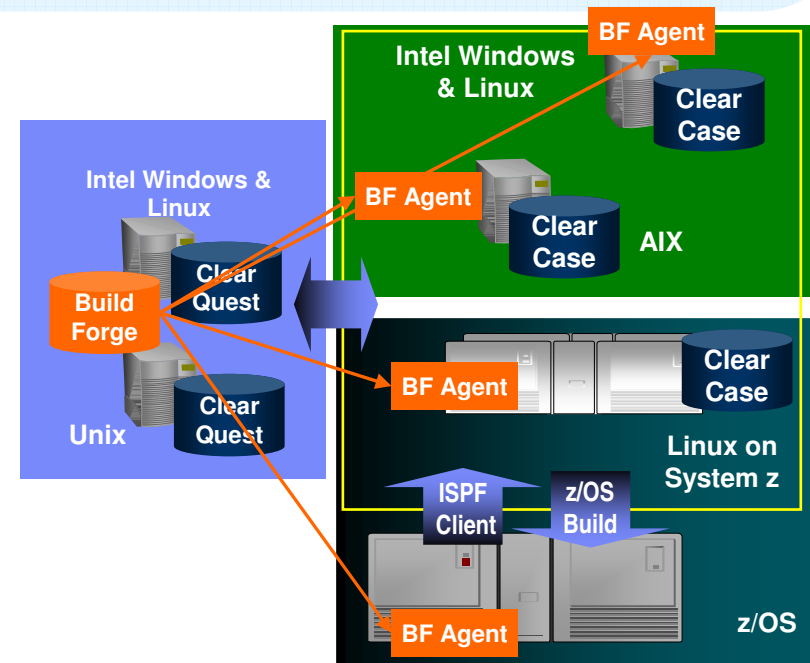 BF Agent
Intel Windows
& Linux
Clear
Case
Intel Windows &
Linux
BF Agent
Clear
Case
AIX
Clear
Quest
Build
Forge
Clear
Quest
Unix
BF Agent
Clear
Case
Linux on
System z
ISPF
Client
z/OS
Build
BF Agent
z/OS